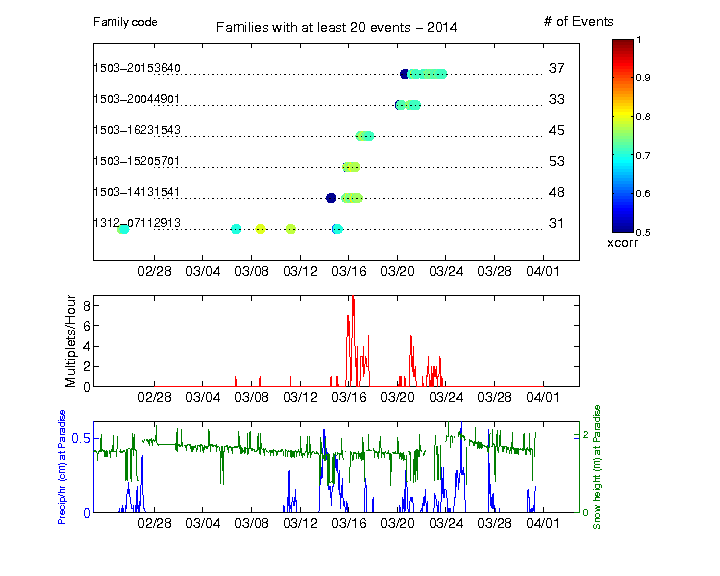 Family code
Families with at least 20 events − 2014
# of Events
1503−20153640 37
1503−20044901 33
1503−16231543 45
1503−15205701 53
1503−14131541 48
1312−07112913 31
02/28 03/04 03/08 03/12 03/16 03/20 03/24 03/28 04/01
1
0.9
0.8
0.7
0.6
0.5
xcorr
Multiplets/Hour
8
6
4
2
0
02/28 03/04 03/08 03/12 03/16 03/20 03/24 03/28 04/01
Precip/hr (cm) at Paradise
0.5
0
2
0
Snow height (m) at Paradise
02/28 03/04 03/08 03/12 03/16 03/20 03/24 03/28 04/01